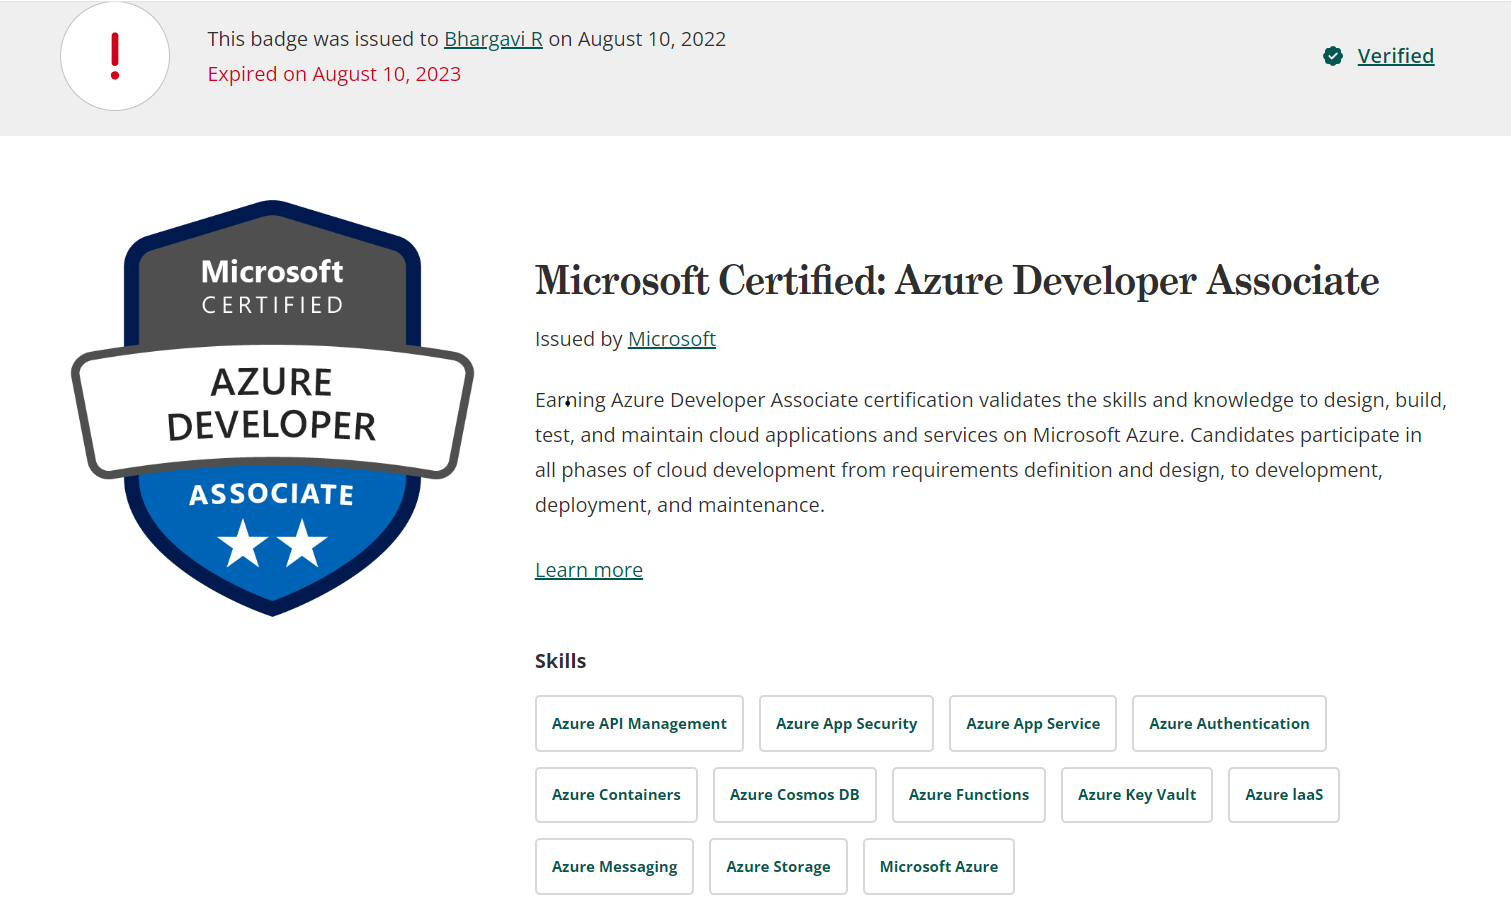 This badge was issued to Bhargavi R on August 10, 2022
Expired on August 10, 2023
Verified
Microsoft
CERTIFIED
AZURE
DEVELOPER
ASSOCIATE
Microsoft Certified: Azure Developer Associate
Issued by Microsoft
Earning Azure Developer Associate certification validates the skills and knowledge to design, build,
test, and maintain cloud applications and services on Microsoft Azure. Candidates participate in
all phases of cloud development from requirements definition and design, to development,
deployment, and maintenance.
Learn more
Skills
Azure API Management
Azure App Security
Azure App Service
Azure Authentication
Azure Containers
Azure Cosmos DB
Azure Functions
Azure Key Vault
Azure laaS
Azure Messaging
Azure Storage
Microsoft Azure